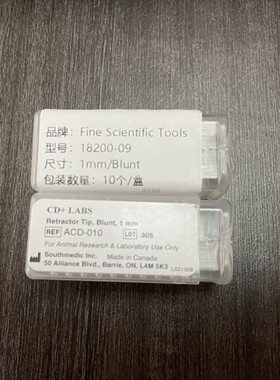 品牌：Fine Scientific Tools
型号：18200-09
尺寸：1mm/Blunt
包装数量：10个/盒
CD+ LABS
Retractor Tip, Blunt, 1 mm
REF ACD-010 LOT 305
For Animal Research & Laboratory Use Only
Southmedic Inc. Made in Canada
50 Alliance Blvd., Barrie, ON, L4M 5K3